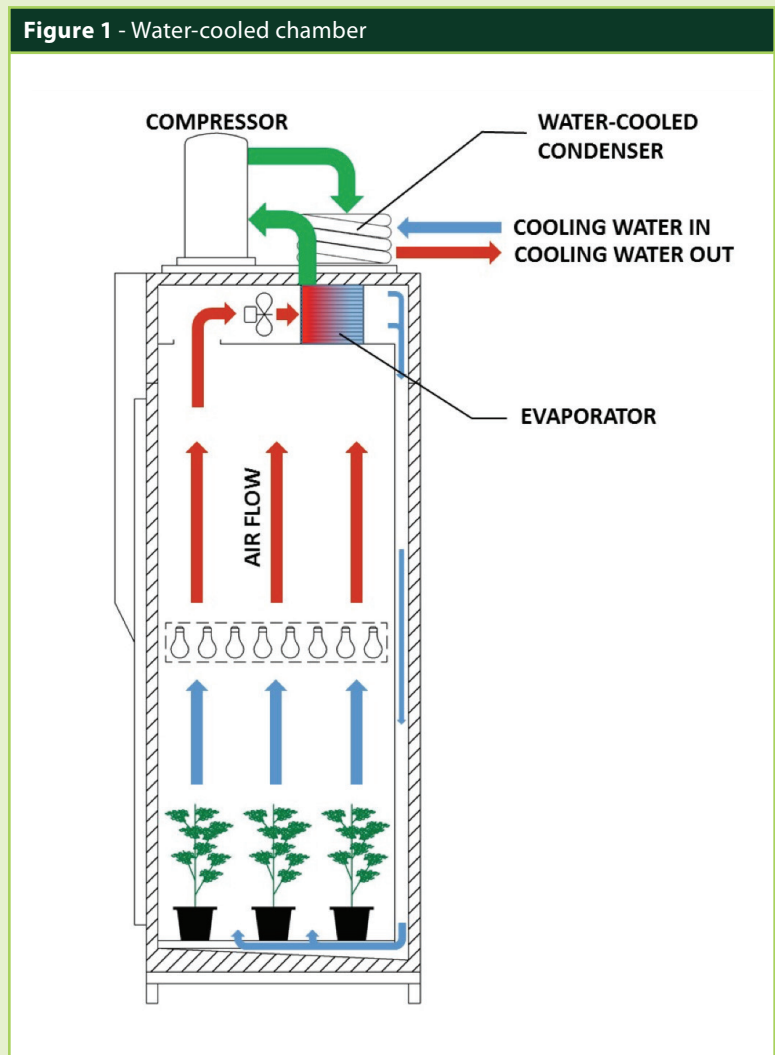 Figure 1 - Water-cooled chamber
COMPRESSOR
WATER-COOLED
CONDENSER
COOLING WATER IN
COOLING WATER OUT
EVAPORATOR
AIR FLOW